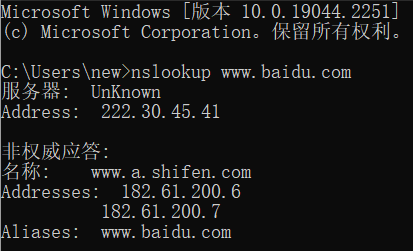 Microsoft Windows [版本 10.0.19044.2251]
(c) Microsoft Corporation。保留所有权利。
C:\Users\new>nslookup www.baidu.com
服务器:  UnKnown
Address:  222.30.45.41
非权威应答:
名称:    www.a.shifen.com
Addresses:  182.61.200.6
          182.61.200.7
Aliases:  www.baidu.com